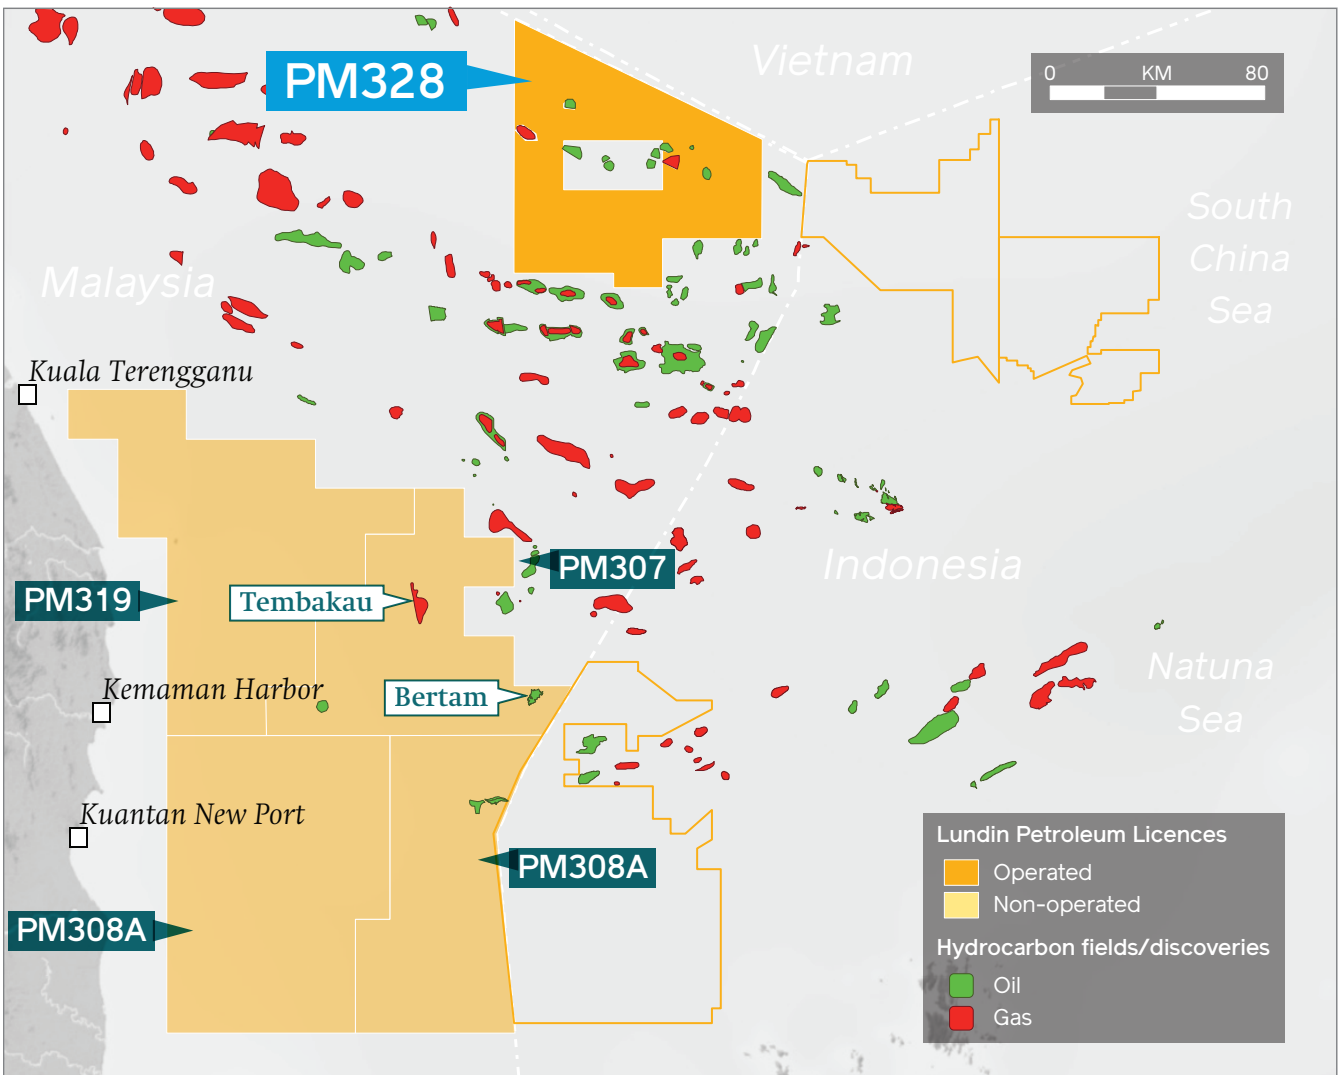 Vietnam
PM328
0 KM 80
South
China
Sea
Malaysia
Kuala Terengganu
PM307
Indonesia
PM319
Tembakau
Kemaman Harbor
Bertam
Natuna
Sea
Kuantan New Port
PM308A
PM308A
Lundin Petroleum Licences
Operated
Non-operated
Hydrocarbon fields/discoveries
Oil
Gas